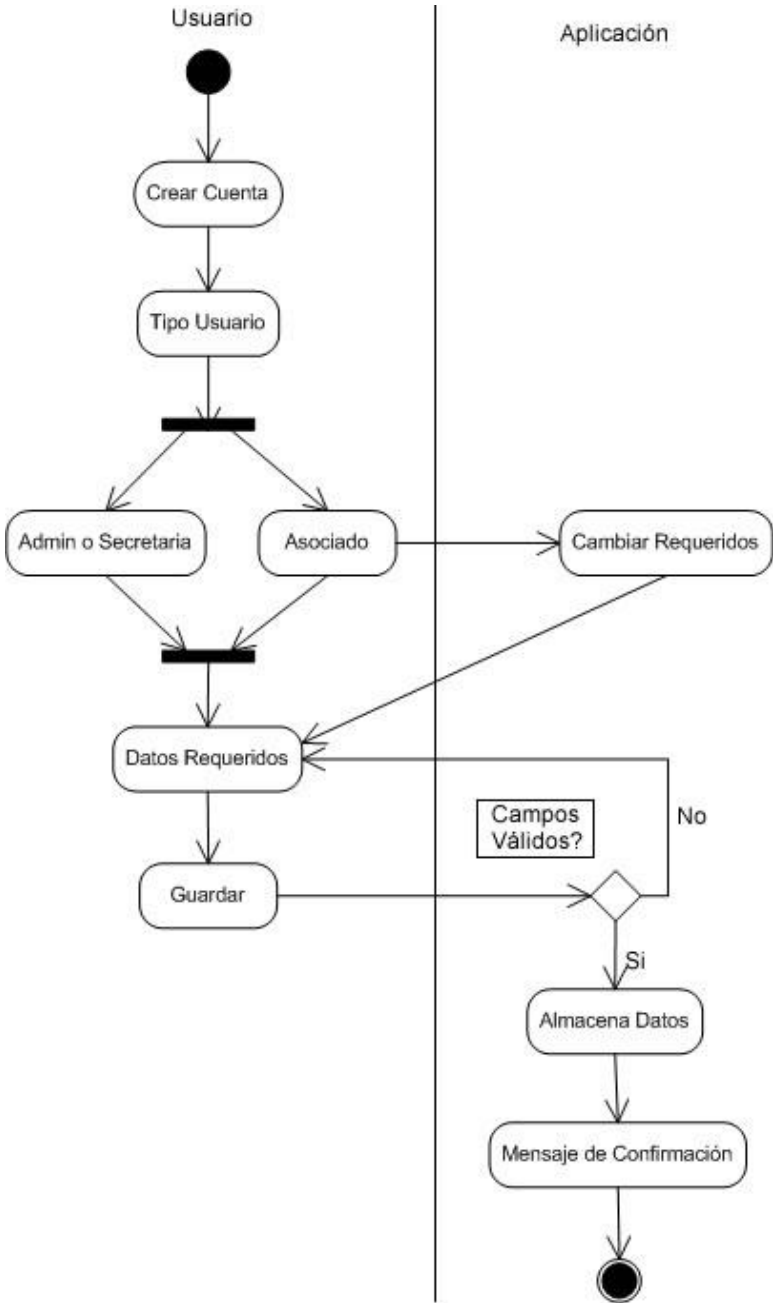 Usuario
Aplicación
Crear Cuenta
Tipo Usuario
Admin o Secretaria
Asociado
Cambiar Requeridos
Datos Requeridos
Campos
Válidos?
No
Guardar
Si
Almacena Datos
Mensaje de Confirmación